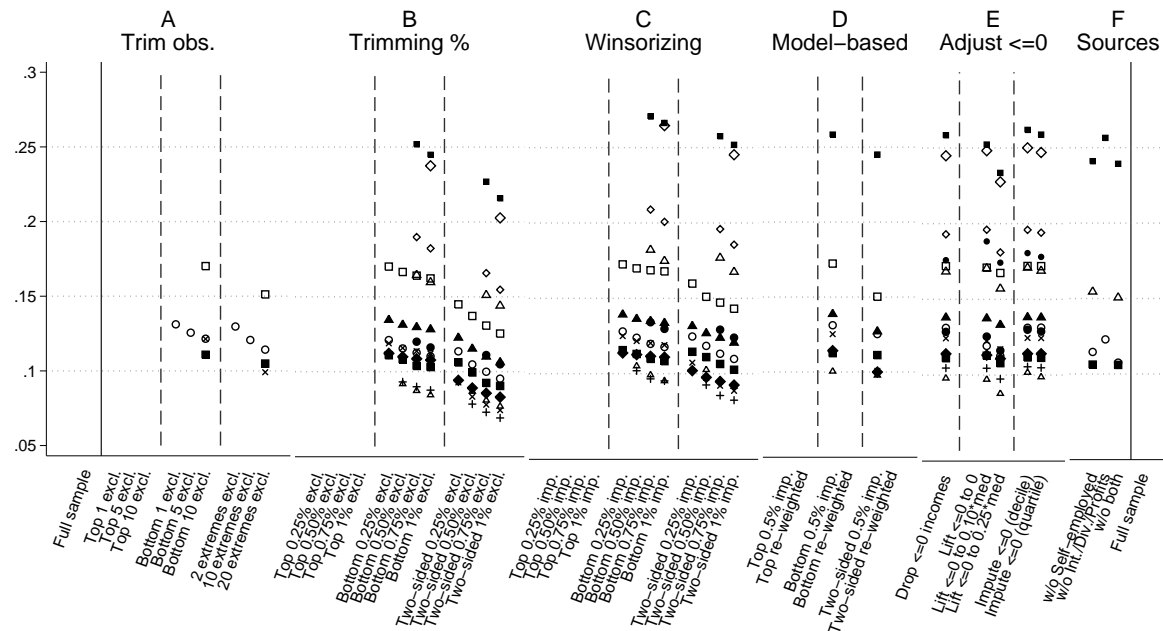 A
Trim obs.
B
Trimming %
C
Winsorizing
D
Model−based
E
Adjust <=0
F
Sources
.3
.25
.2
.15
.1
.05
Full sample
Top 1 excl.
Top 5 excl.
Top 10 excl.
Bottom 1 excl.
Bottom 5 excl.
Bottom 10 excl.
2 extremes excl.
10 extremes excl.
20 extremes excl.
Top 0.25% excl.
Top 0.50% excl.
Top 0.75% excl.
Top 1% excl.
Bottom 0.25% excl.
Bottom 0.50% excl.
Bottom 0.75% excl.
Bottom 1% excl.
Two−sided 0.25% excl.
Two−sided 0.50% excl.
Two−sided 0.75% excl.
Two−sided 1% excl.
Top 0.25% imp.
Top 0.50% imp.
Top 0.75% imp.
Top 1% imp.
Bottom 0.25% imp.
Bottom 0.50% imp.
Bottom 0.75% imp.
Bottom 1% imp.
Two−sided 0.25% imp.
Two−sided 0.50% imp.
Two−sided 0.75% imp.
Two−sided 1% imp.
Top 0.5% imp.
Top re−weighted
Bottom 0.5% imp.
Bottom re−weighted
Two−sided 0.5% imp.
Two−sided re−weighted
Drop <=0 incomes
Lift <=0 to 0
Lift <=0 to 0.10*med
Lift <=0 to 0.25*med
Impute <=0 (decile)
Impute <=0 (quartile)
w/o Self−employed
w/o Int./Div./Profits
w/o both
Full sample